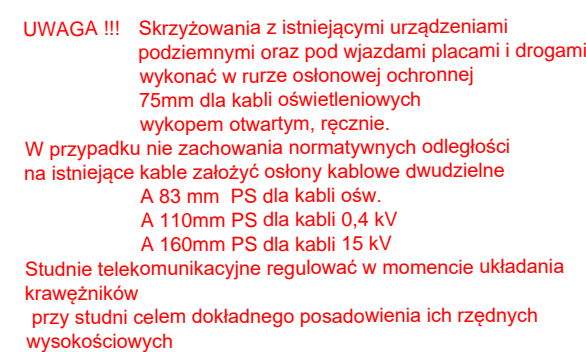 UWAGA !!! Skrzyżowania z istniejącymi urządzeniami
podziemnymi oraz pod wjazdami placami i drogami
wykonać w rurze osłonowej ochronnej
75mm dla kabli oświetleniowych
wykopem otwartym, ręcznie.
W przypadku nie zachowania normatywnych odległości
na istniejące kable założyć osłony kablowe dwudzielne
A 83 mm PS dla kabli ośw.
A 110mm PS dla kabli 0,4 kV
A 160mm PS dla kabli 15 kV
Studnie telekomunikacyjne regulować w momencie układania
krawężników
przy studni celem dokładnego posadowienia ich rzędnych
wysokościowych